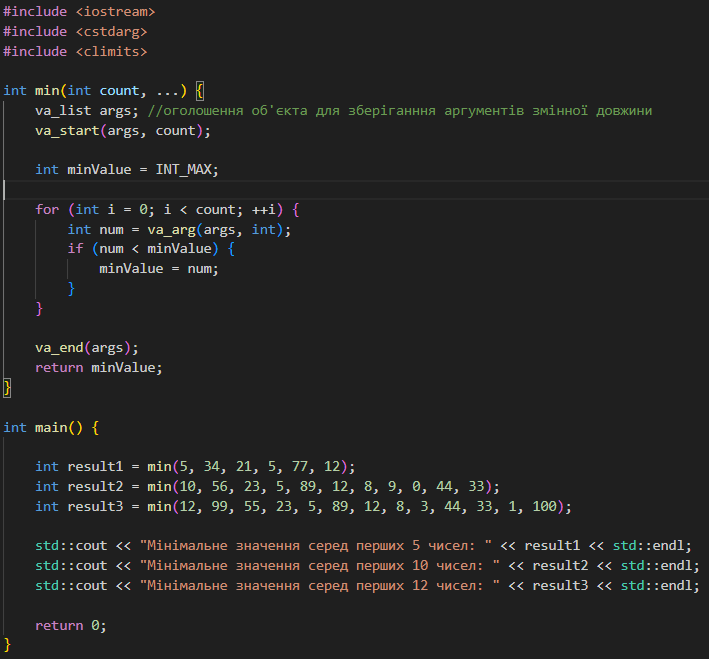 #include <iostream>
#include <cstdarg>
#include <climits>
int min(int count, ...) {
va_list args; //оголошення об'єкта для зберіганння аргументів змінної довжини
va_start(args, count);
int minValue = INT_MAX;
for (int i = 0; i < count; ++i) {
int num = va_arg(args, int);
if (num < minValue) {
minValue = num;
}
}
va_end(args);
return minValue;
}
int main() {
int result1 = min(5, 34, 21, 5, 77, 12);
int result2 = min(10, 56, 23, 5, 89, 12, 8, 9, 0, 44, 33);
int result3 = min(12, 99, 55, 23, 5, 89, 12, 8, 3, 44, 33, 1, 100);
std::cout << "Мінімальне значення серед перших 5 чисел: " << result1 << std::endl;
std::cout << "Мінімальне значення серед перших 10 чисел: " << result2 << std::endl;
std::cout << "Мінімальне значення серед перших 12 чисел: " << result3 << std::endl;
return 0;
}